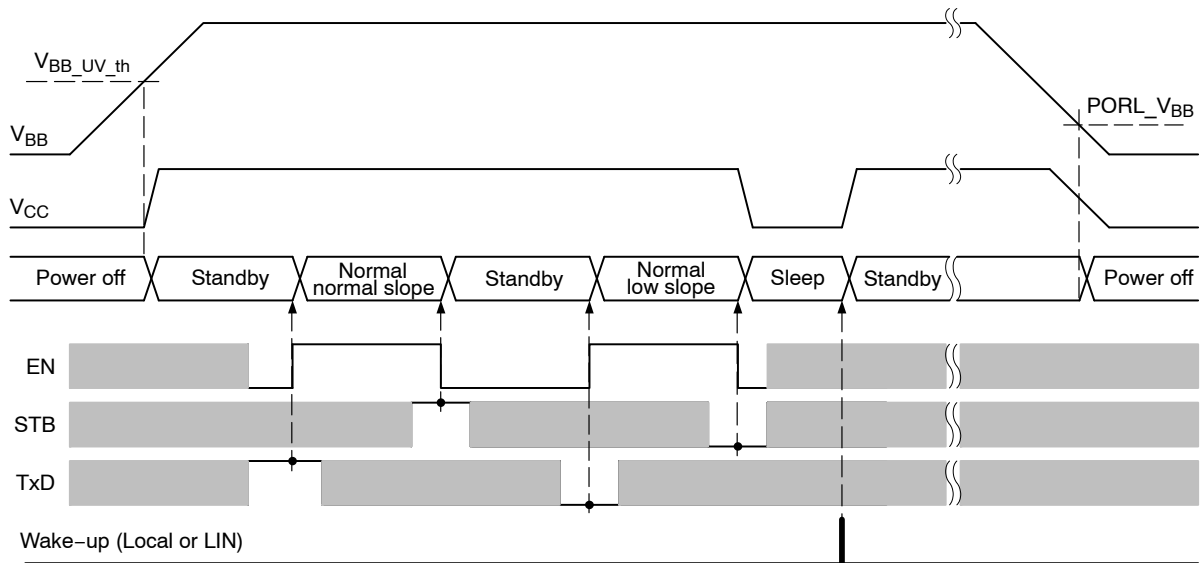 V_BB_UV_th
PORL_V_BB
V_BB
V_CC
Power off
Standby
Normal
normal slope
Standby
Normal
low slope
Sleep
Standby
Power off
EN
STB
TxD
Wake−up (Local or LIN)